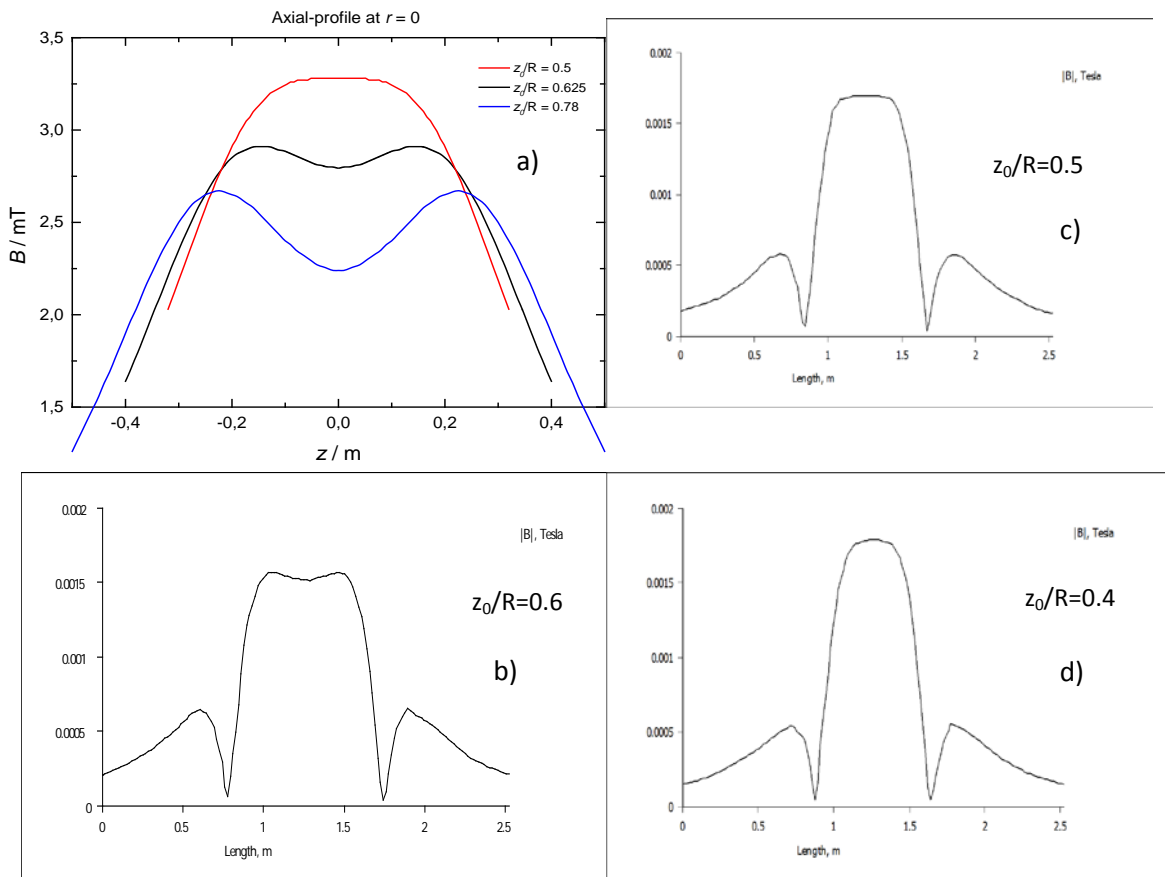 Axial-profile at r = 0
3,5
3,0
2,5
2,0
1,5
B / mT
-0,4
-0,2
0,0
0,2
0,4
z / m
z₀/R = 0.5
z₀/R = 0.625
z₀/R = 0.78
a)
0.002
0.0015
0.001
0.0005
0
|B|, Tesla
z₀/R=0.5
c)
0
0.5
1
1.5
2
2.5
Length, m
0.002
0.0015
0.001
0.0005
0
|B|, Tesla
z₀/R=0.6
b)
0
0.5
1
1.5
2
2.5
Length, m
0.002
0.0015
0.001
0.0005
0
|B|, Tesla
z₀/R=0.4
d)
0
0.5
1
1.5
2
2.5
Length, m